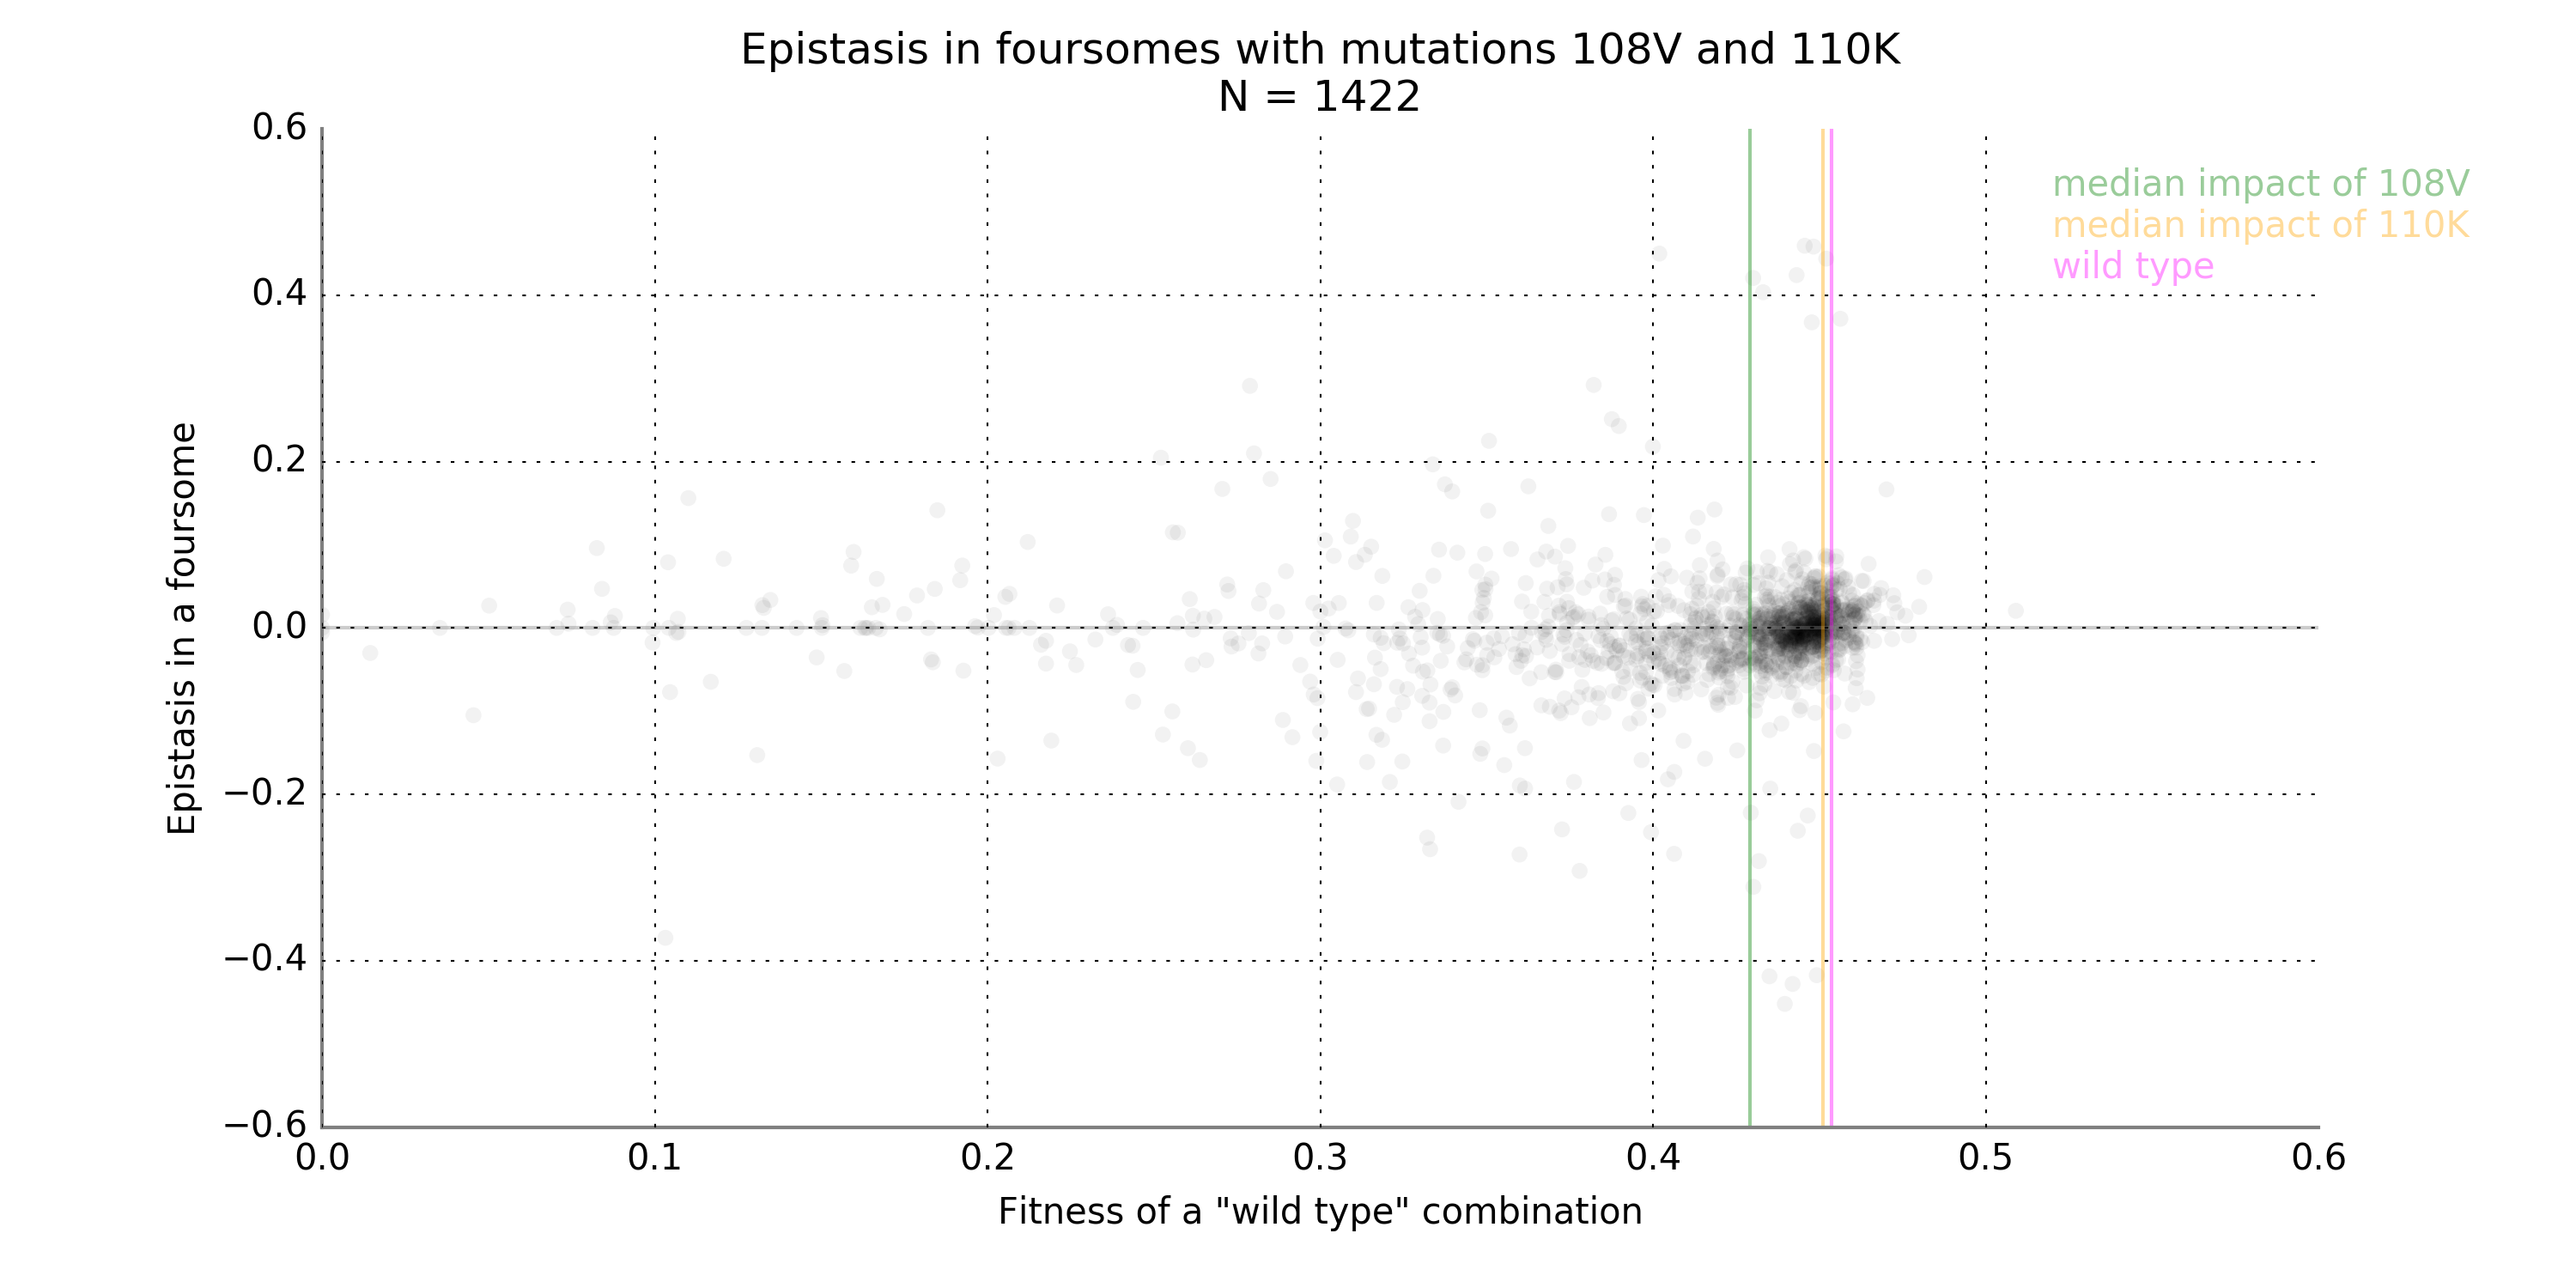 Epistasis in foursomes with mutations 108V and 110K
N = 1422
0.6
0.4
0.2
0.0
−0.2
−0.4
−0.6
Epistasis in a foursome
median impact of 108V
median impact of 110K
wild type
0.0 0.1 0.2 0.3 0.4 0.5 0.6
Fitness of a "wild type" combination